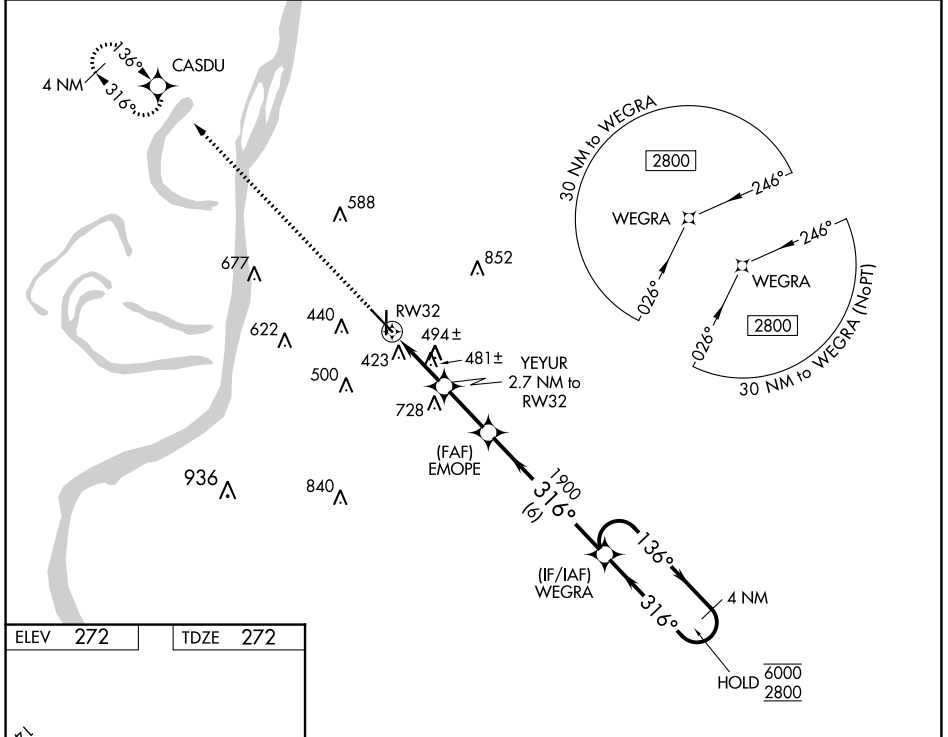 136°
CASDU
4 NM
316°
30 NM to WEGRA
2800
246°
WEGRA
026°
246°
WEGRA
026°
2800
30 NM to WEGRA (NoPT)
588
852
677
440
RW32
622
494±
423
481±
YEYUR
2.7 NM to
RW32
500
728
(FAF)
EMOPE
936
840
1900
316°
(6)
136°
(IF/IAF)
WEGRA
4 NM
316°
HOLD 6000
2800
ELEV 272
TDZE 272